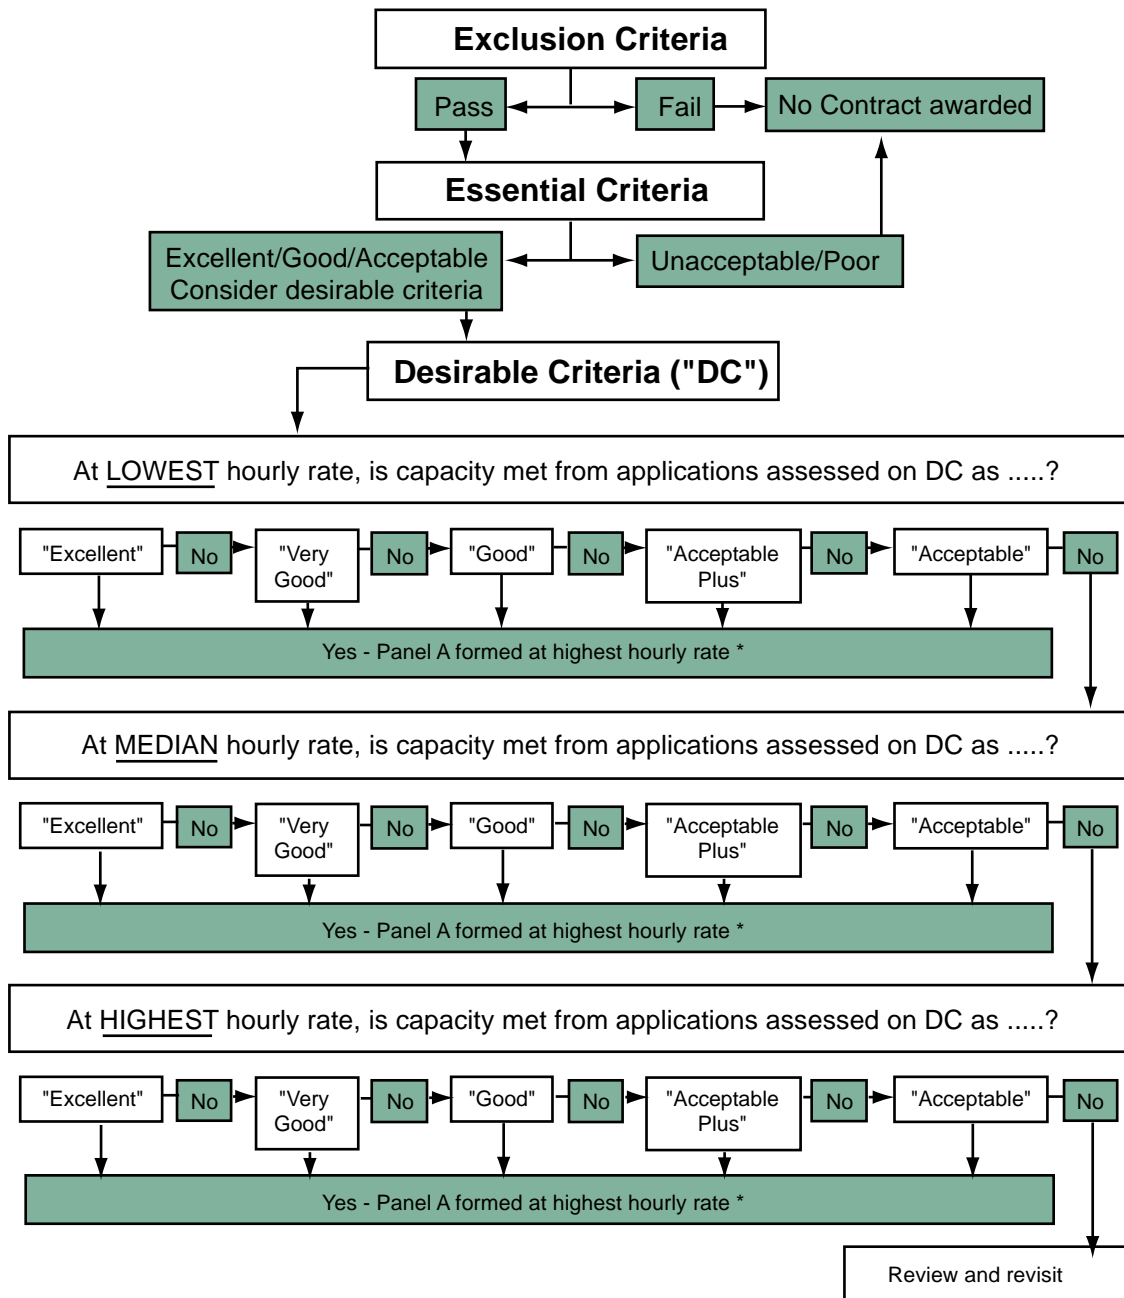 Exclusion Criteria
Pass
Fail
No Contract awarded
Essential Criteria
Excellent/Good/Acceptable
Consider desirable criteria
Unacceptable/Poor
Desirable Criteria ("DC")
At LOWEST hourly rate, is capacity met from applications assessed on DC as .....?
"Excellent"
No
"Very
Good"
No
"Good"
No
"Acceptable
Plus"
No
"Acceptable"
No
Yes - Panel A formed at highest hourly rate *
At MEDIAN hourly rate, is capacity met from applications assessed on DC as .....?
"Excellent"
No
"Very
Good"
No
"Good"
No
"Acceptable
Plus"
No
"Acceptable"
No
Yes - Panel A formed at highest hourly rate *
At HIGHEST hourly rate, is capacity met from applications assessed on DC as .....?
"Excellent"
No
"Very
Good"
No
"Good"
No
"Acceptable
Plus"
No
"Acceptable"
No
Yes - Panel A formed at highest hourly rate *
Review and revisit